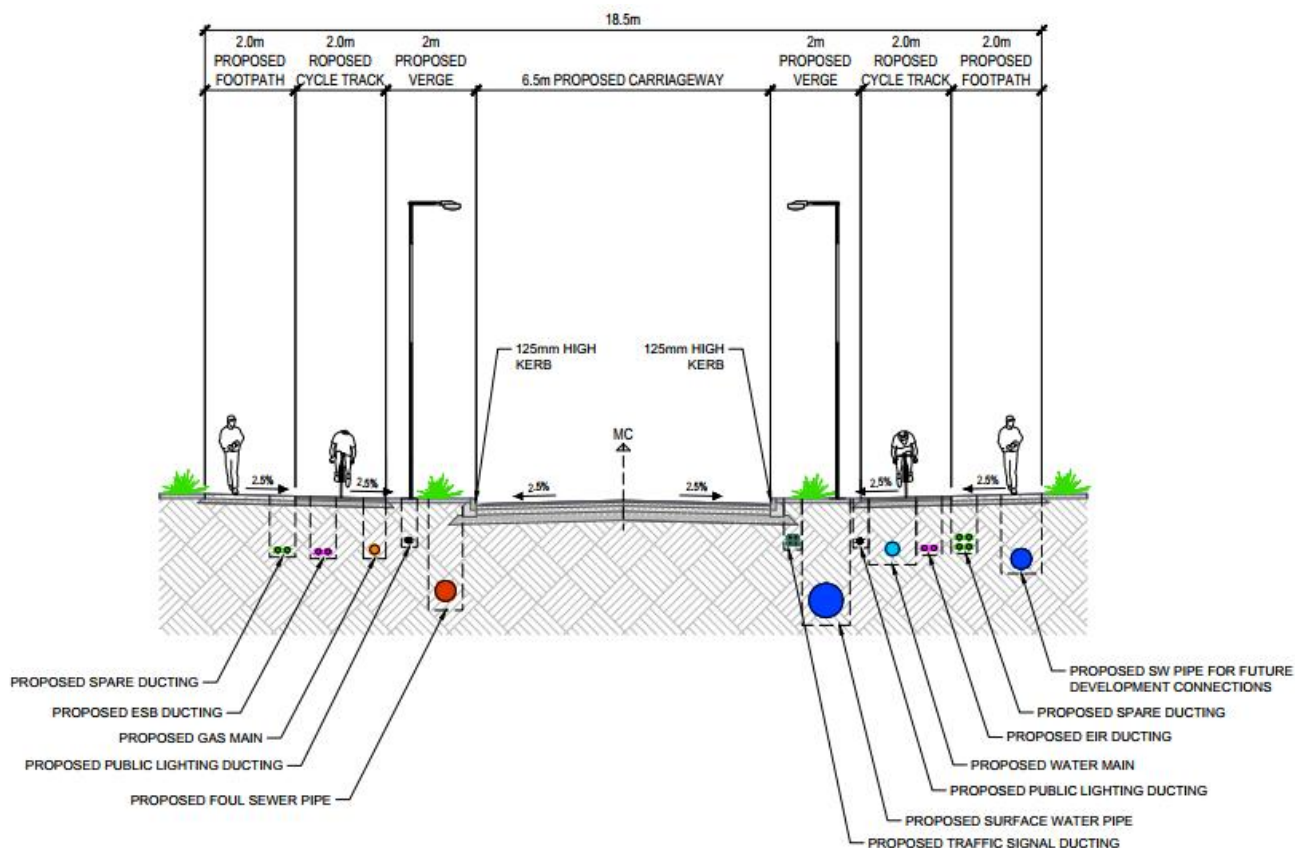 18.5m
2.0m
PROPOSED
FOOTPATH
2.0m
ROPOSED
CYCLE TRACK
2m
PROPOSED
VERGE
6.5m PROPOSED CARRIAGEWAY
2m
PROPOSED
VERGE
2.0m
ROPOSED
CYCLE TRACK
2.0m
PROPOSED
FOOTPATH
125mm HIGH
KERB
125mm HIGH
KERB
MC
2.5%
2.5%
2.5%
2.5%
2.5%
2.5%
PROPOSED SPARE DUCTING
PROPOSED ESB DUCTING
PROPOSED GAS MAIN
PROPOSED PUBLIC LIGHTING DUCTING
PROPOSED FOUL SEWER PIPE
PROPOSED SW PIPE FOR FUTURE
DEVELOPMENT CONNECTIONS
PROPOSED SPARE DUCTING
PROPOSED EIR DUCTING
PROPOSED WATER MAIN
PROPOSED PUBLIC LIGHTING DUCTING
PROPOSED SURFACE WATER PIPE
PROPOSED TRAFFIC SIGNAL DUCTING